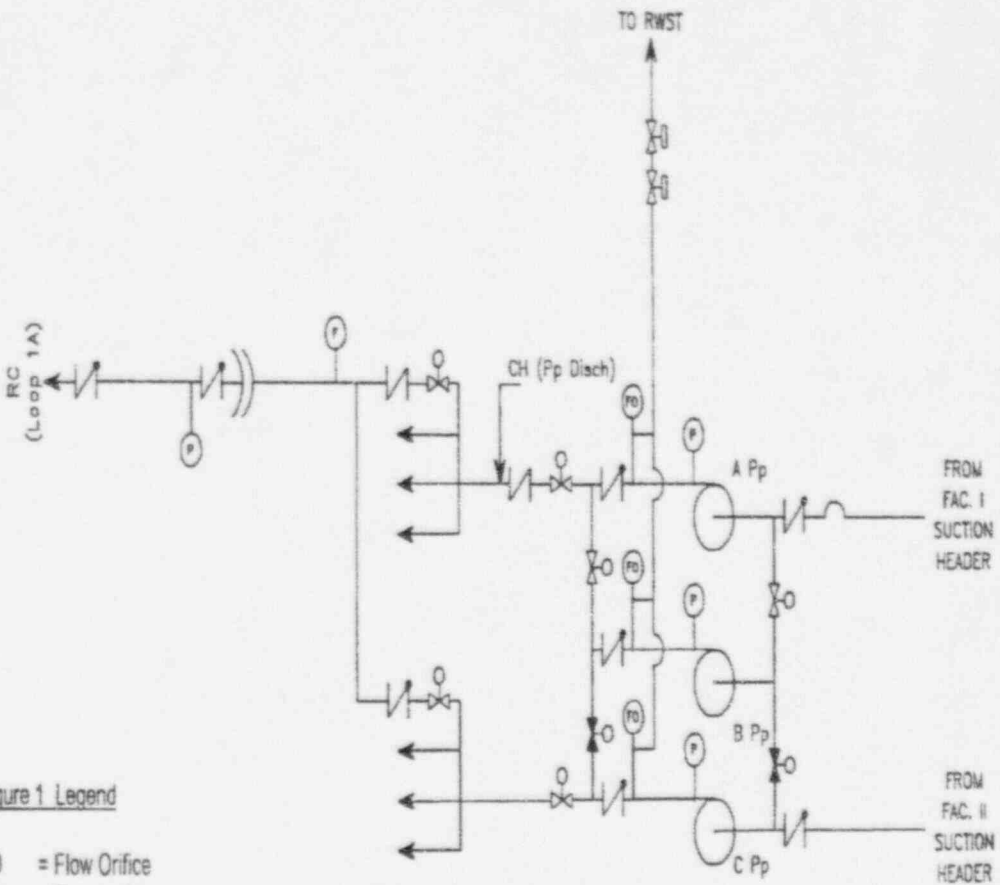 TO RWST
RC
(Loop 1A)
F
P
CH (Pp Disch)
FO
P
A Pp
FROM
FAC. I
SUCTION
HEADER
FO
P
B Pp
FO
P
C Pp
FROM
FAC. II
SUCTION
HEADER
gure 1 Legend
= Flow Orifice